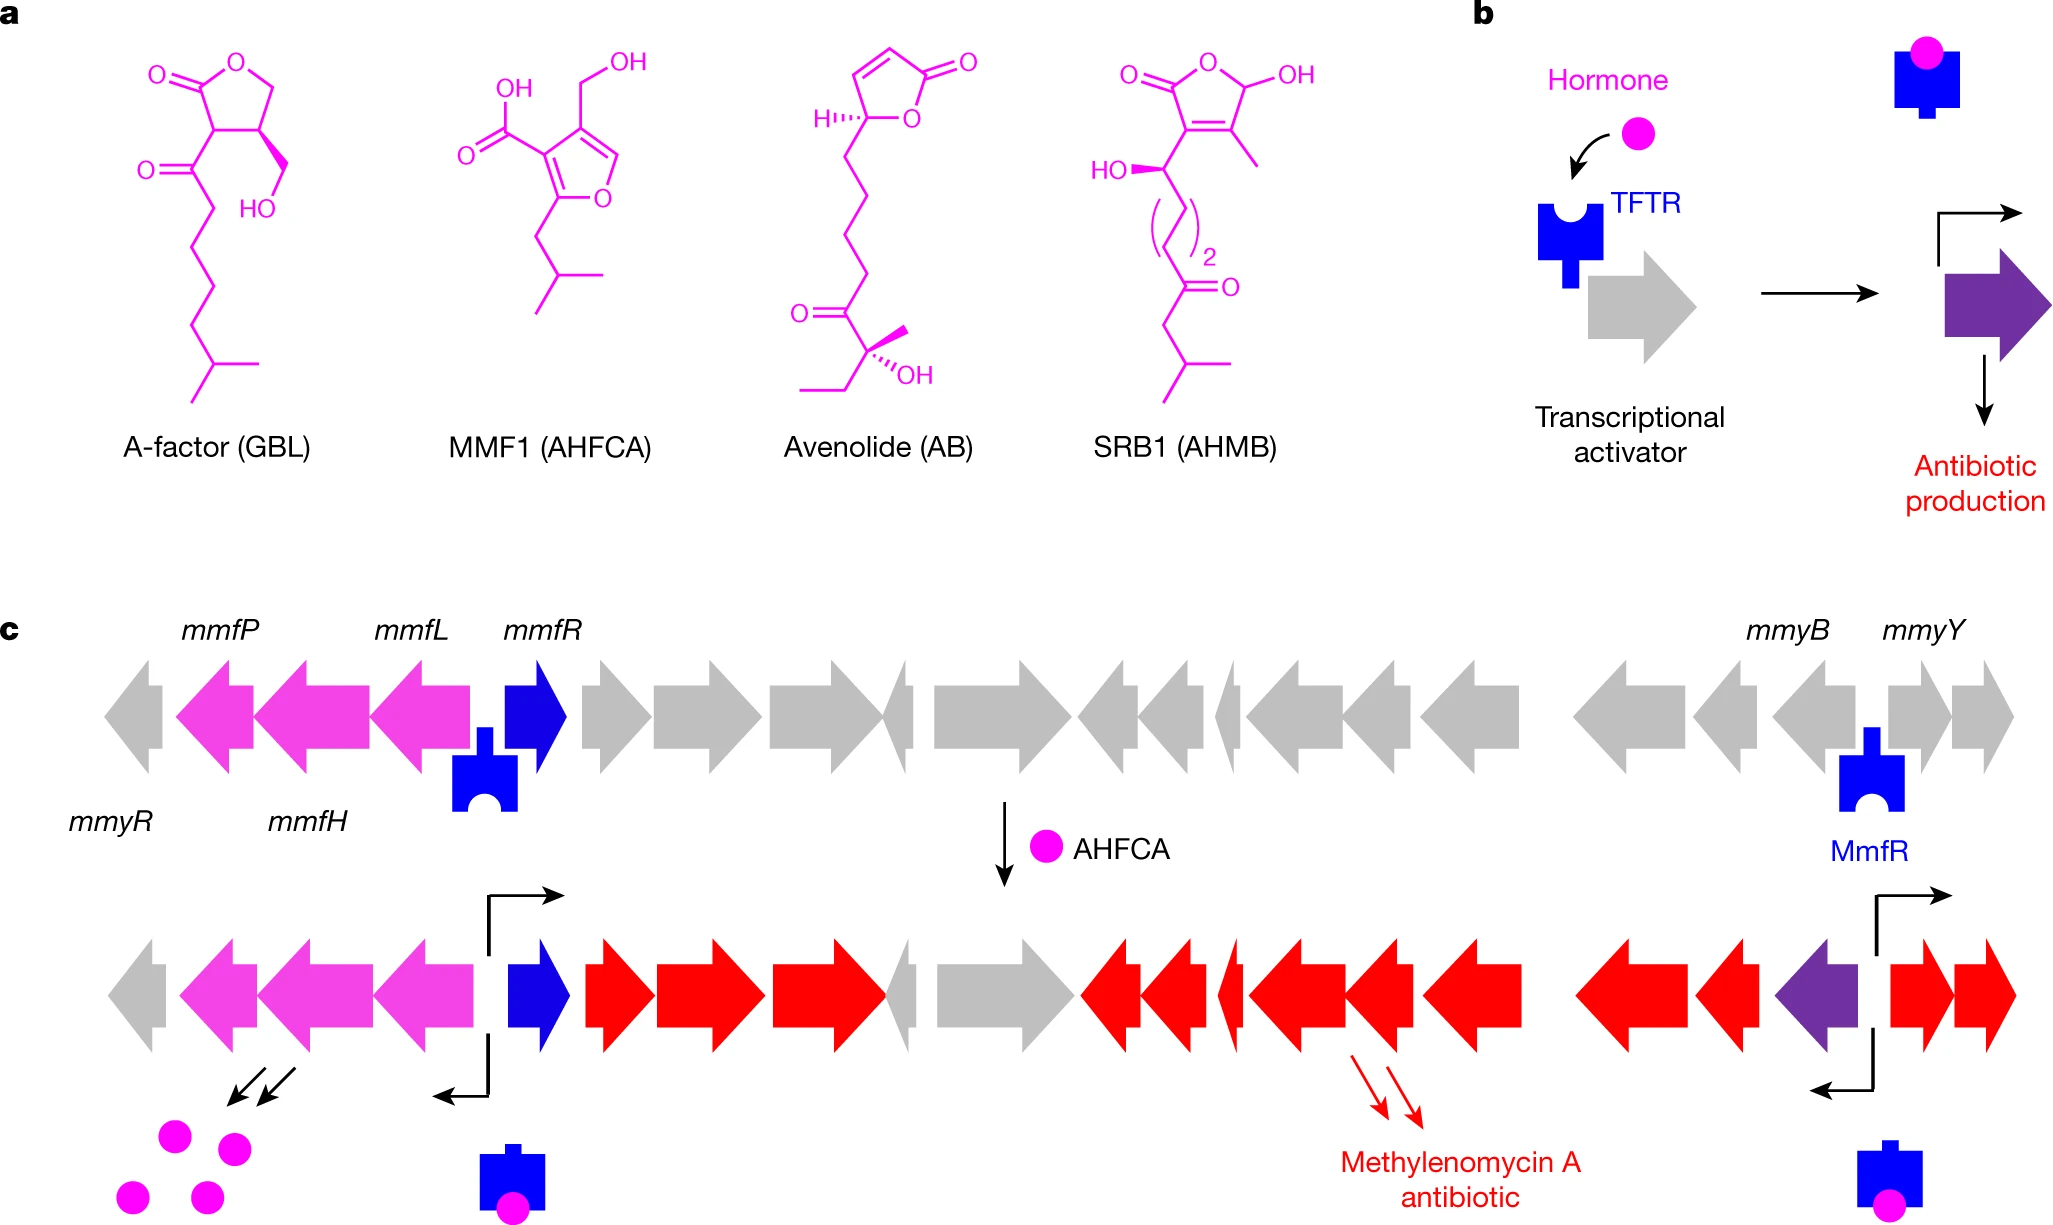 a
O
O
O
HO
A-factor (GBL)
OH
OH
O
O
MMF1 (AHFCA)
O
H
O
O
OH
Avenolide (AB)
O
O
OH
HO
2
O
SRB1 (AHMB)
b
Hormone
TFTR
Transcriptional
activator
Antibiotic
production
c
mmfP
mmfL
mmfR
mmyB
mmyY
mmyR
mmfH
AHFCA
MmfR
Methylenomycin A
antibiotic